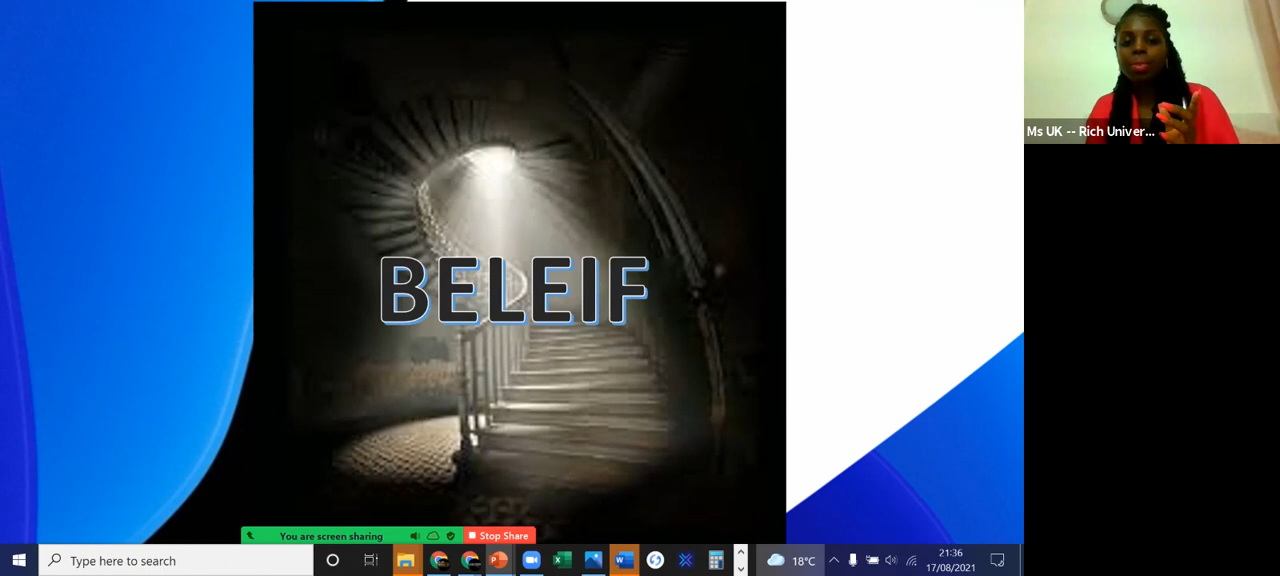 Ms UK -- Rich Univer...
BELEIF
You are screen sharing
Stop Share
Type here to search
18°C
21:36
17/08/2021